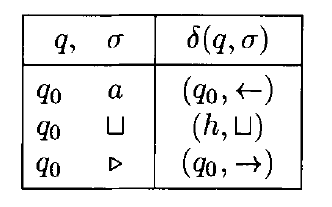 q, σ δ(q, σ)
q₀ a (q₀, ←)
q₀ ⊔ (h, ⊔)
q₀ ▷ (q₀, →)